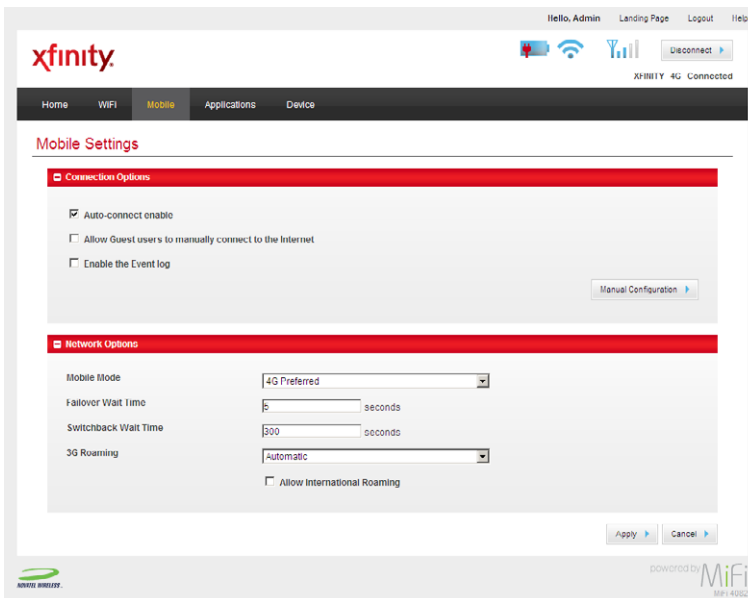 Hello, Admin Landing Page Logout Help
xfinity
Disconnect
XFINITY 4G Connected
Home WiFi Mobile Applications Device
Mobile Settings
Connection Options
Auto-connect enable
Allow Guest users to manually connect to the Internet
Enable the Event log
Manual Configuration
Network Options
Mobile Mode 4G Preferred
Failover Wait Time 5 seconds
Switchback Wait Time 300 seconds
3G Roaming Automatic
Allow International Roaming
Apply Cancel
NOVATEL WIRELESS.
powered by MiFi
MiFi 4082